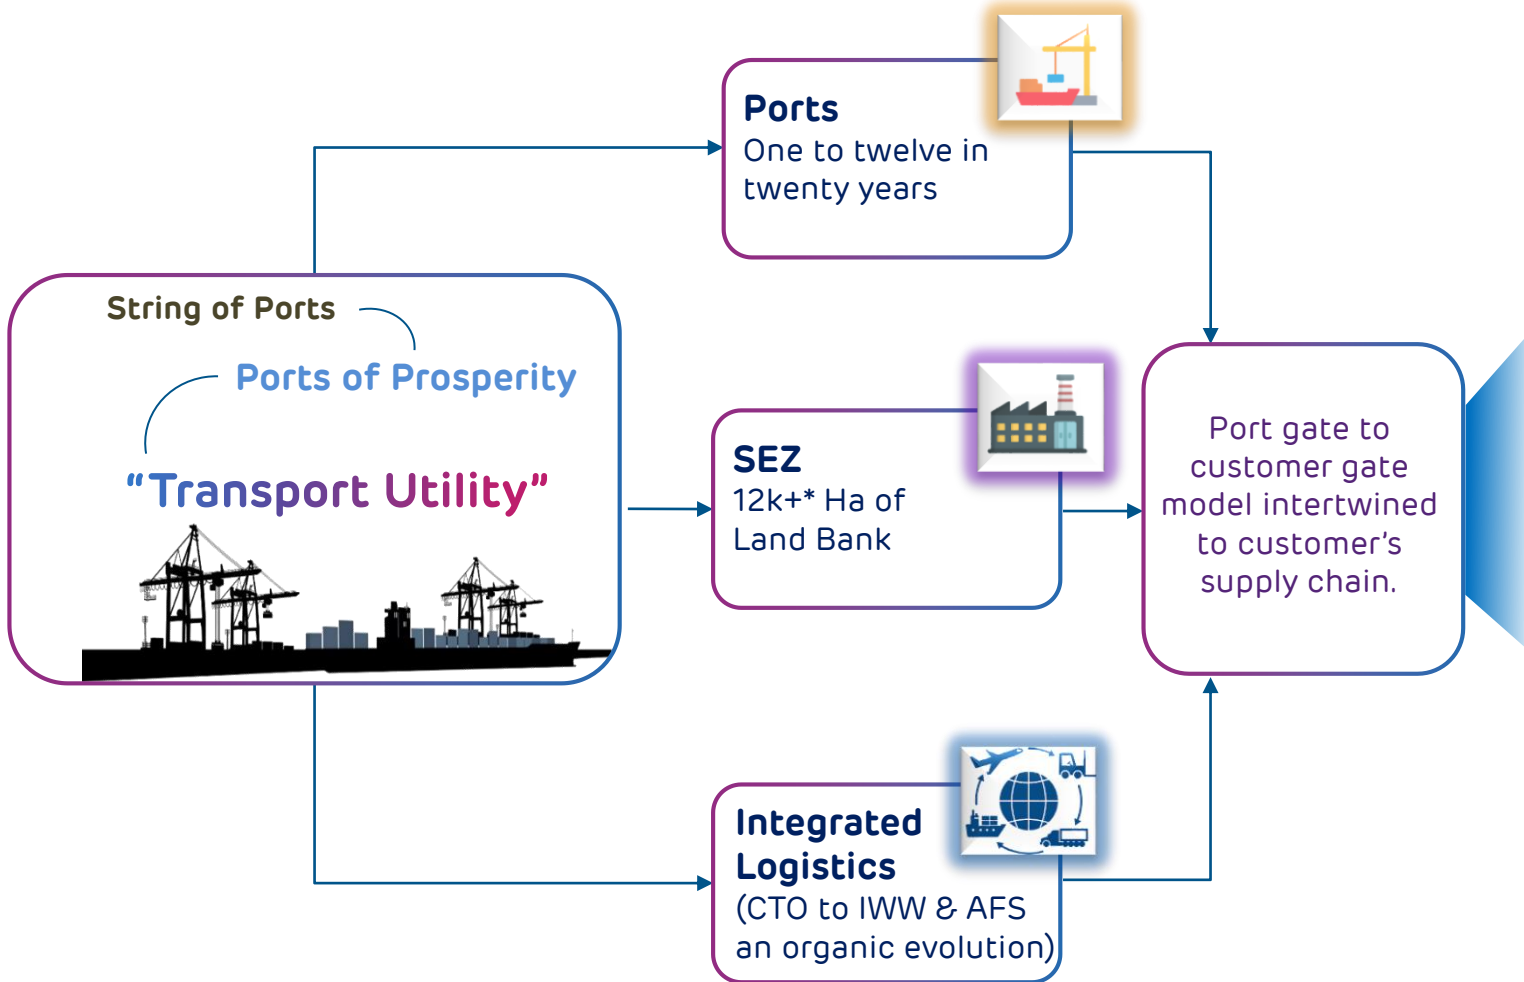 Ports
One to twelve in
twenty years
String of Ports
Ports of Prosperity
“Transport Utility”
SEZ
12k+* Ha of
Land Bank
Port gate to
customer gate
model intertwined
to customer’s
supply chain.
Integrated
Logistics
(CTO to IWW & AFS
an organic evolution)